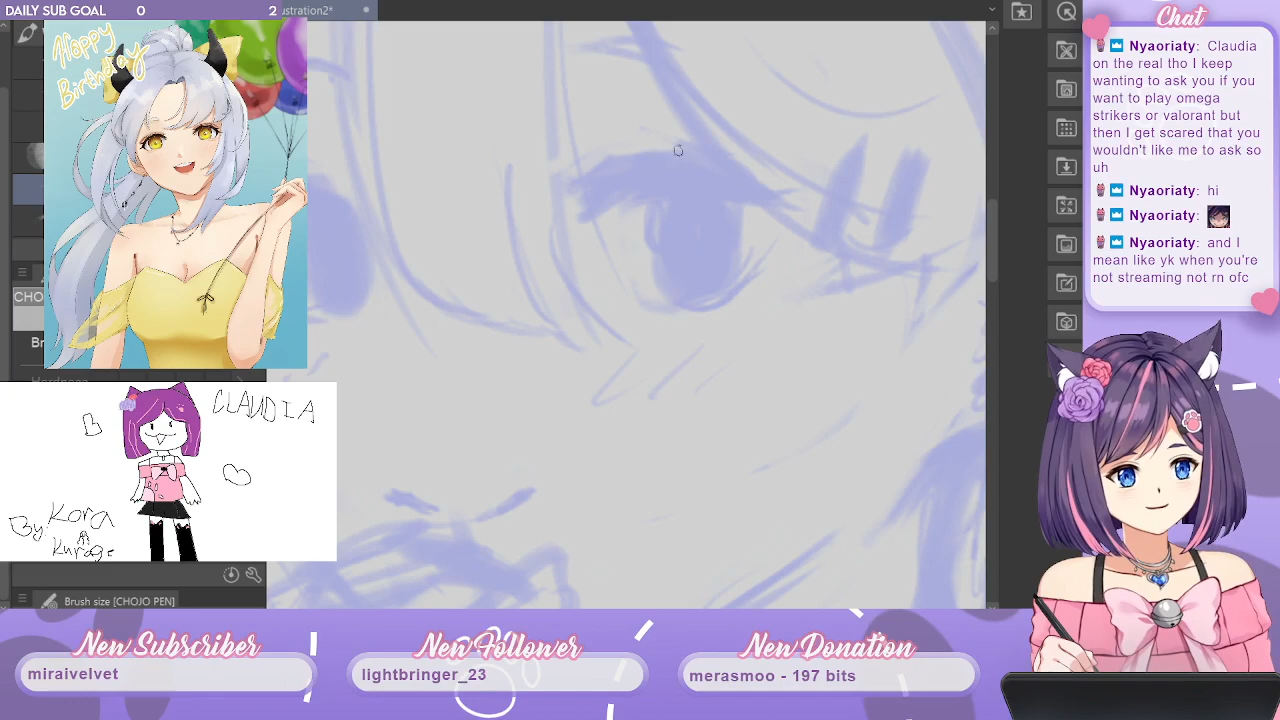 DAILY SUB GOAL 0 2
ustration2*
Happy
Birthday
CHOJO
Br
Hardness
CLAUDIA
By:
Kora
Kuroge
Brush size [CHOJO PEN]
Chat
Nyaoriaty: Claudia
on the real tho I keep
wanting to ask you if you
want to play omega
strikers or valorant but
then I get scared that you
wouldn't like me to ask so
uh
Nyaoriaty: hi
Nyaoriaty:
Nyaoriaty: and I
mean like yk when you're
not streaming not rn ofc
New Subscriber
miraivelvet
New Follower
lightbringer_23
New Donation
merasmoo - 197 bits